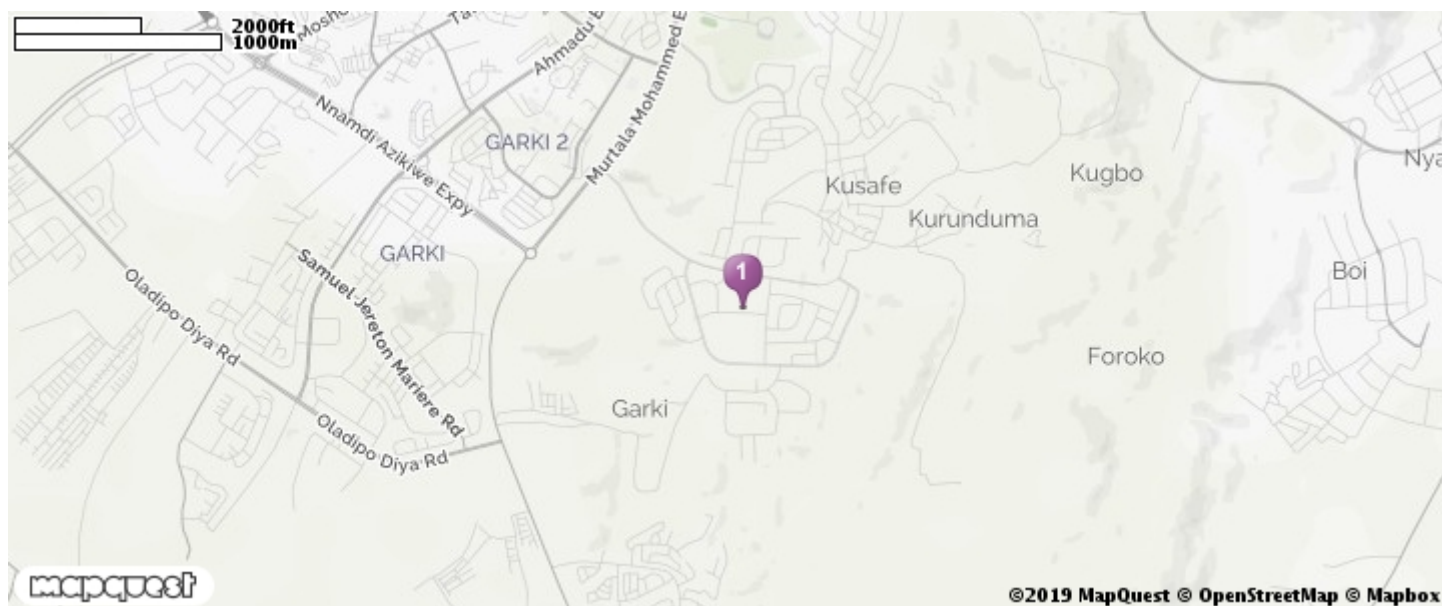 2000ft
1000m
Ahmadu
Murtala Mohammed
Nnamdi Azikiwe Expy
GARKI 2
Kusafe
Kugbo
Kurunduma
GARKI
1
Boi
Samuel Jereton Mariere Rd
Oladipo Diya Rd
Foroko
Garki
Oladipo Diya Rd
mapquest
©2019 MapQuest © OpenStreetMap © Mapbox